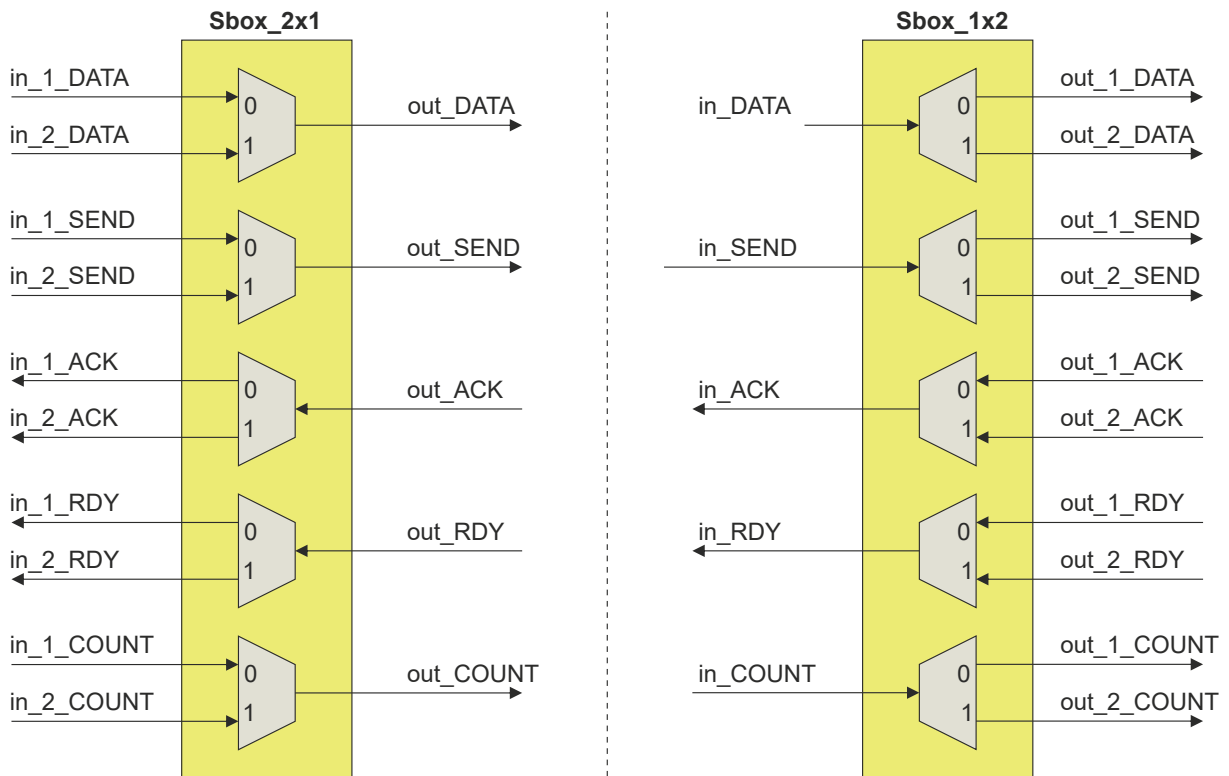 Sbox_2x1
in_1_DATA
0
out_DATA
in_2_DATA
1
in_1_SEND
0
out_SEND
in_2_SEND
1
in_1_ACK
0
out_ACK
in_2_ACK
1
in_1_RDY
0
out_RDY
in_2_RDY
1
in_1_COUNT
0
out_COUNT
in_2_COUNT
1
Sbox_1x2
out_1_DATA
in_DATA
0
out_2_DATA
1
out_1_SEND
in_SEND
0
out_2_SEND
1
out_1_ACK
in_ACK
0
out_2_ACK
1
out_1_RDY
in_RDY
0
out_2_RDY
1
out_1_COUNT
in_COUNT
0
out_2_COUNT
1